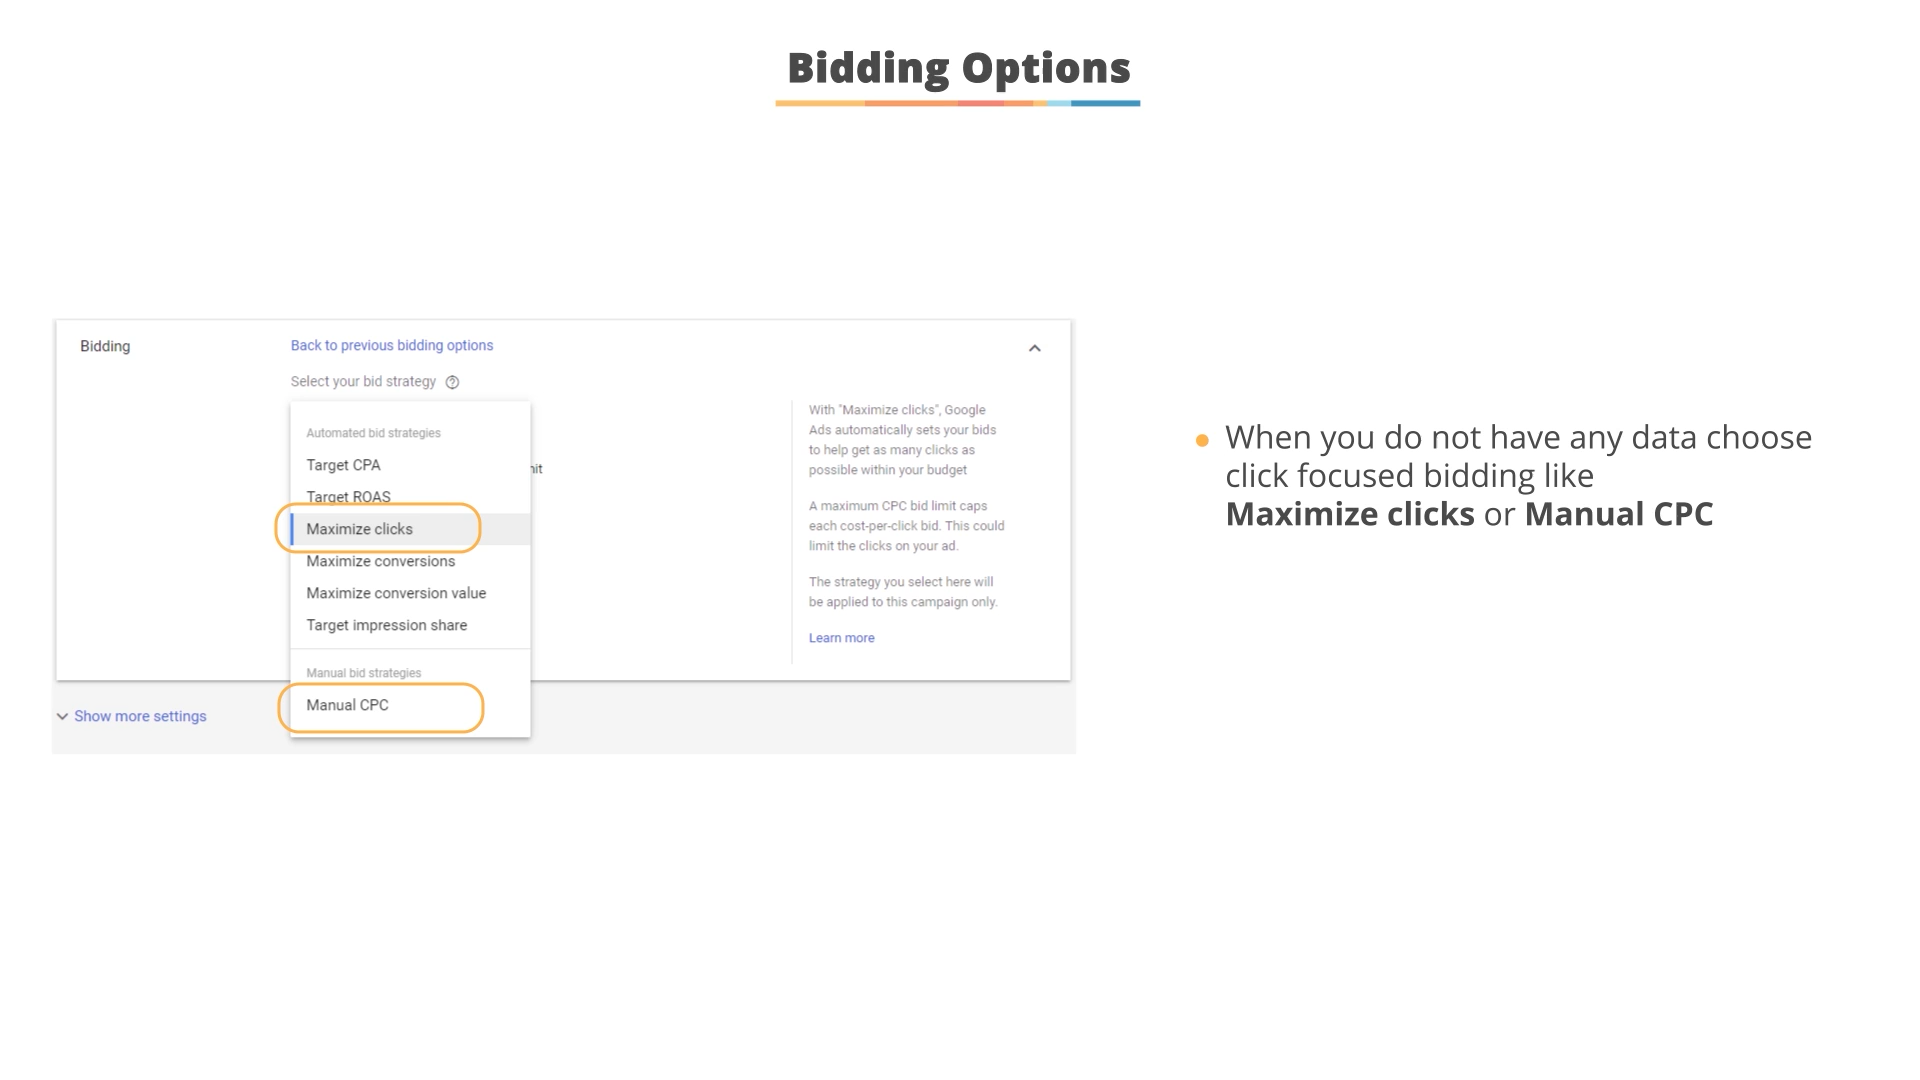 Bidding Options
Bidding
Back to previous bidding options
Select your bid strategy
Automated bid strategies
Target CPA
Target ROAS
Maximize clicks
Maximize conversions
Maximize conversion value
Target impression share
Manual bid strategies
Manual CPC
Show more settings
With "Maximize clicks", Google
Ads automatically sets your bids
to help get as many clicks as
possible within your budget
A maximum CPC bid limit caps
each cost-per-click bid. This could
limit the clicks on your ad.
The strategy you select here will
be applied to this campaign only.
Learn more
When you do not have any data choose
click focused bidding like
Maximize clicks or Manual CPC